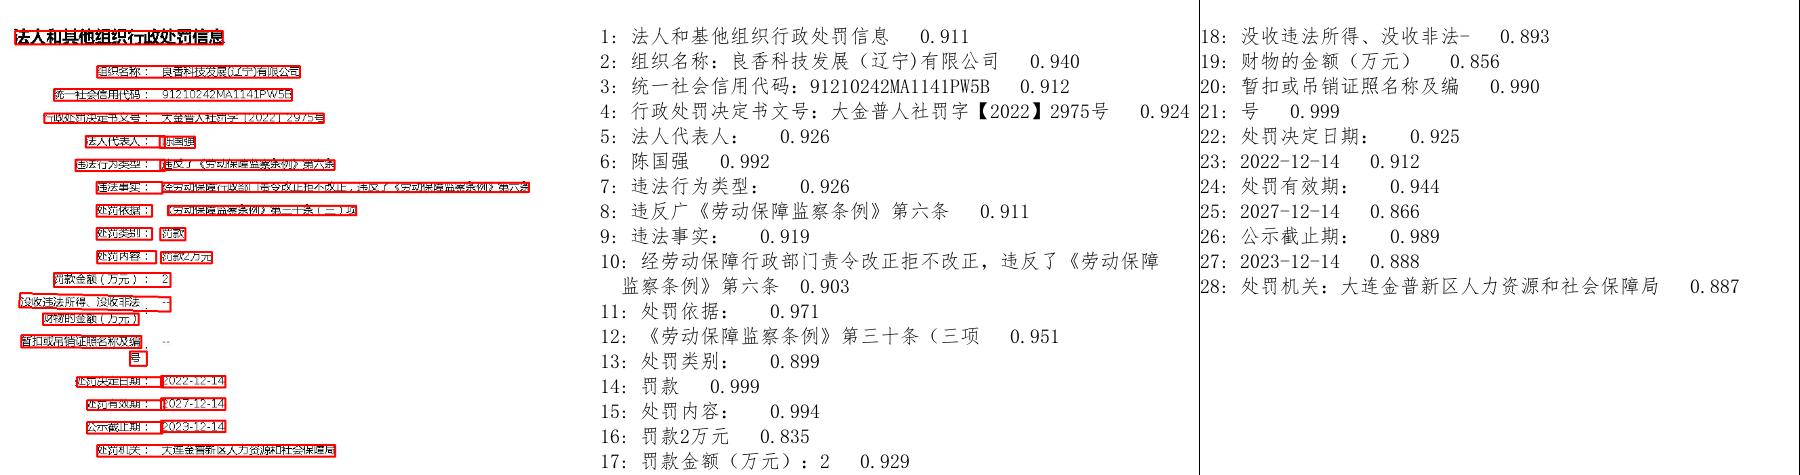 法人和其他组织行政处罚信息
组织名称： 良香科技发展(辽宁)有限公司
统一社会信用代码： 91210242MA1141PW5B
行政处罚决定书文号： 大金普人社罚字【2022】2975号
法人代表人： 陈国强
违法行为类型： 违反了《劳动保障监察条例》第六条
违法事实： 经劳动保障行政部门责令改正拒不改正，违反了《劳动保障监察条例》第六条
处罚依据： 《劳动保障监察条例》第三十条（三）项
处罚类别： 罚款
处罚内容： 罚款2万元
罚款金额（万元）： 2
没收违法所得、没收非法 --
财物的金额（万元）：
暂扣或吊销证照名称及编 --
号：
处罚决定日期： 2022-12-14
处罚有效期： 2027-12-14
公示截止期： 2023-12-14
处罚机关： 大连金普新区人力资源和社会保障局
1: 法人和基他组织行政处罚信息 0.911
2: 组织名称: 良香科技发展（辽宁)有限公司 0.940
3: 统一社会信用代码: 91210242MA1141PW5B 0.912
4: 行政处罚决定书文号: 大金普人社罚字【2022】2975号 0.924
5: 法人代表人: 0.926
6: 陈国强 0.992
7: 违法行为类型: 0.926
8: 违反广《劳动保障监察条例》第六条 0.911
9: 违法事实: 0.919
10: 经劳动保障行政部门责令改正拒不改正，违反了《劳动保障
监察条例》第六条 0.903
11: 处罚依据: 0.971
12: 《劳动保障监察条例》第三十条（三项 0.951
13: 处罚类别: 0.899
14: 罚款 0.999
15: 处罚内容: 0.994
16: 罚款2万元 0.835
17: 罚款金额（万元）: 2 0.929
18: 没收违法所得、没收非法- 0.893
19: 财物的金额（万元） 0.856
20: 暂扣或吊销证照名称及编 0.990
21: 号 0.999
22: 处罚决定日期: 0.925
23: 2022-12-14 0.912
24: 处罚有效期: 0.944
25: 2027-12-14 0.866
26: 公示截止期: 0.989
27: 2023-12-14 0.888
28: 处罚机关: 大连金普新区人力资源和社会保障局 0.887